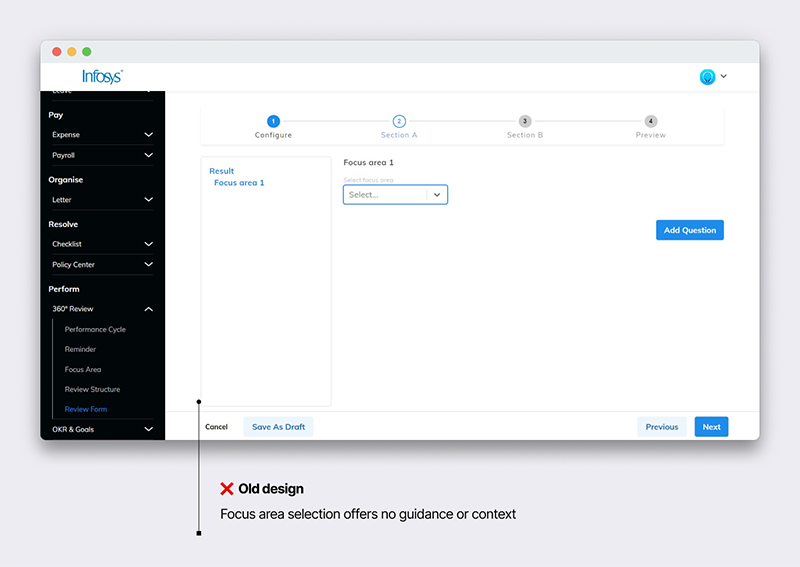 Infosys
Leave
Pay
Expense
Payroll
Organise
Letter
Resolve
Checklist
Policy Center
Perform
360° Review
Performance Cycle
Reminder
Focus Area
Review Structure
Review Form
OKR & Goals
1
2
3
4
Configure
Section A
Section B
Preview
Result
Focus area 1
Focus area 1
Select focus area
Select...
Add Question
Cancel
Save As Draft
Previous
Next
Old design
Focus area selection offers no guidance or context